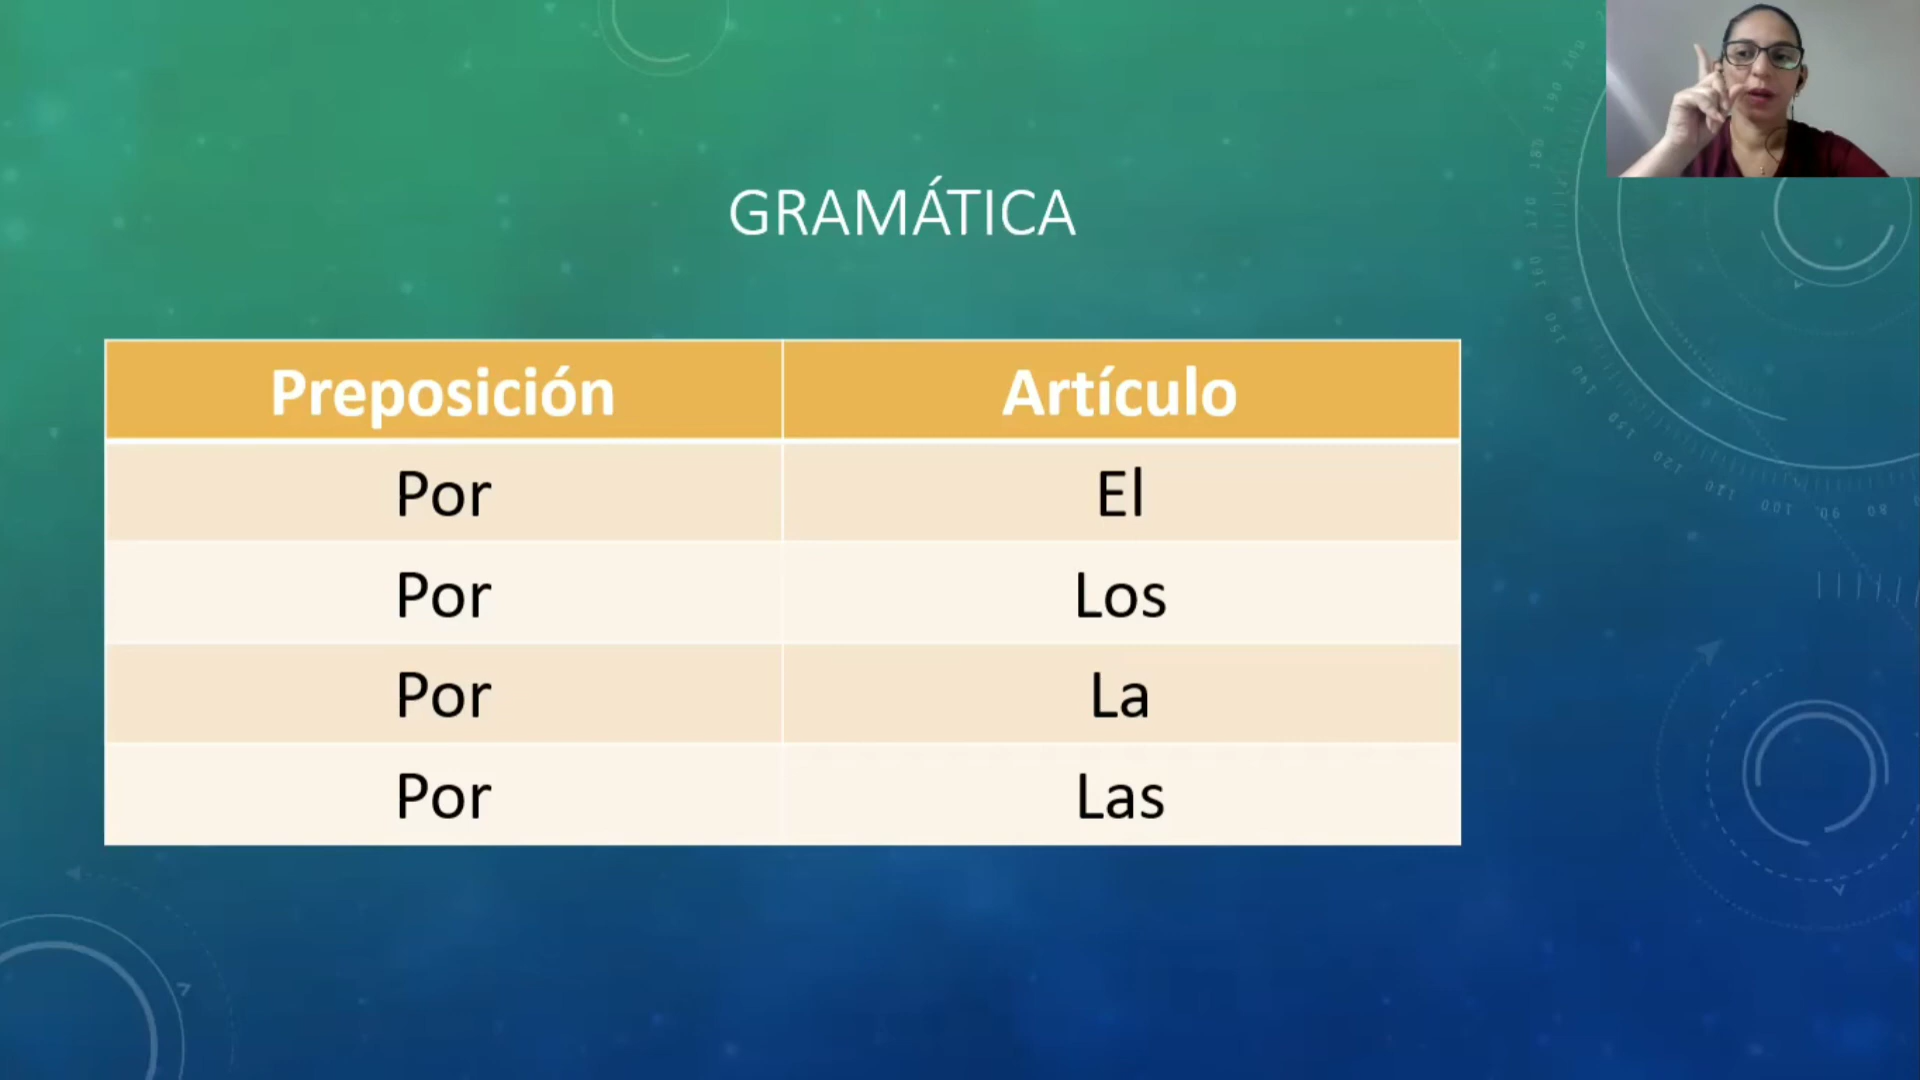 GRAMÁTICA
Preposición Artículo
Por El
Por Los
Por La
Por Las